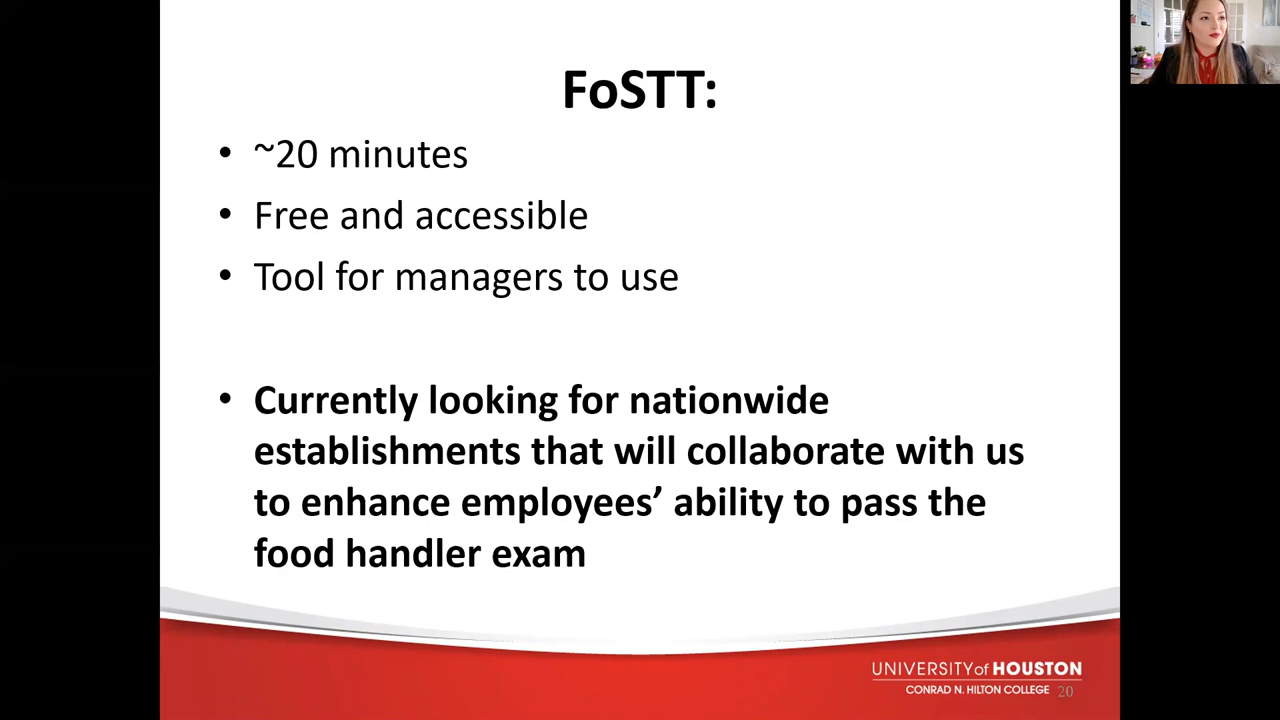 FoSTT:
• ~20 minutes
• Free and accessible
• Tool for managers to use
• Currently looking for nationwide
establishments that will collaborate with us
to enhance employees’ ability to pass the
food handler exam
UNIVERSITY of HOUSTON
CONRAD N. HILTON COLLEGE 20